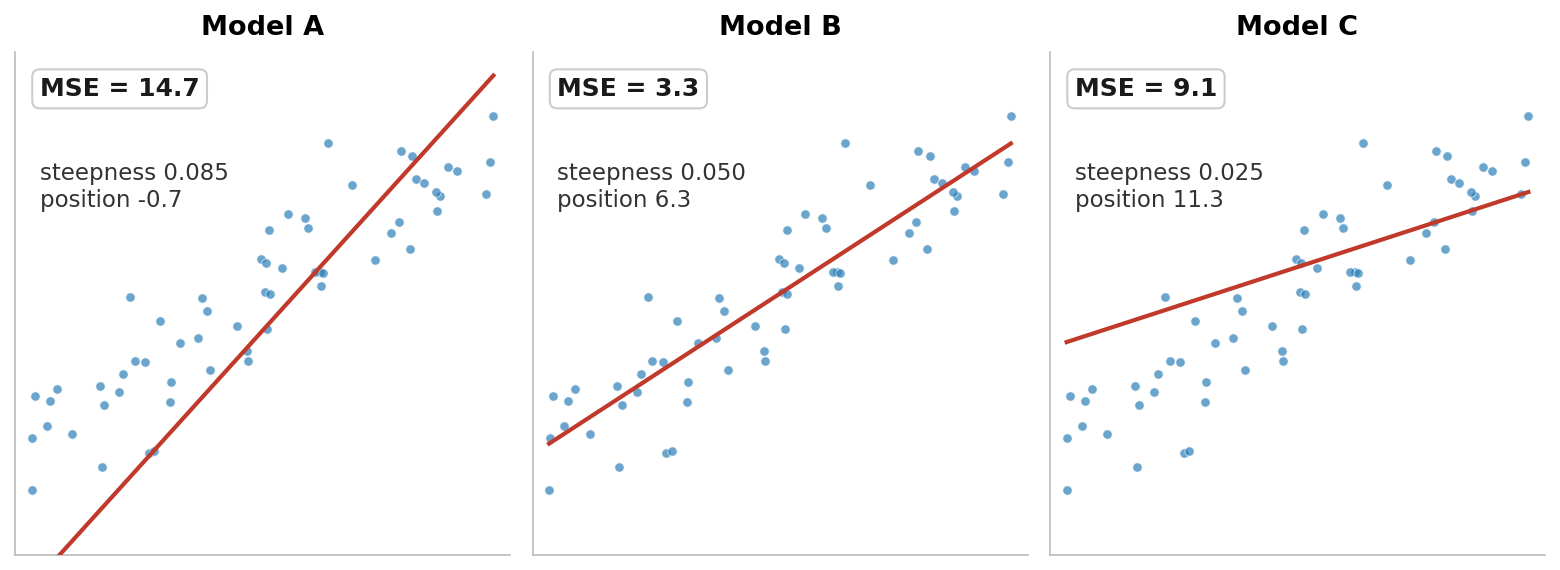 Model A
MSE = 14.7
steepness 0.085
position -0.7
Model B
MSE = 3.3
steepness 0.050
position 6.3
Model C
MSE = 9.1
steepness 0.025
position 11.3